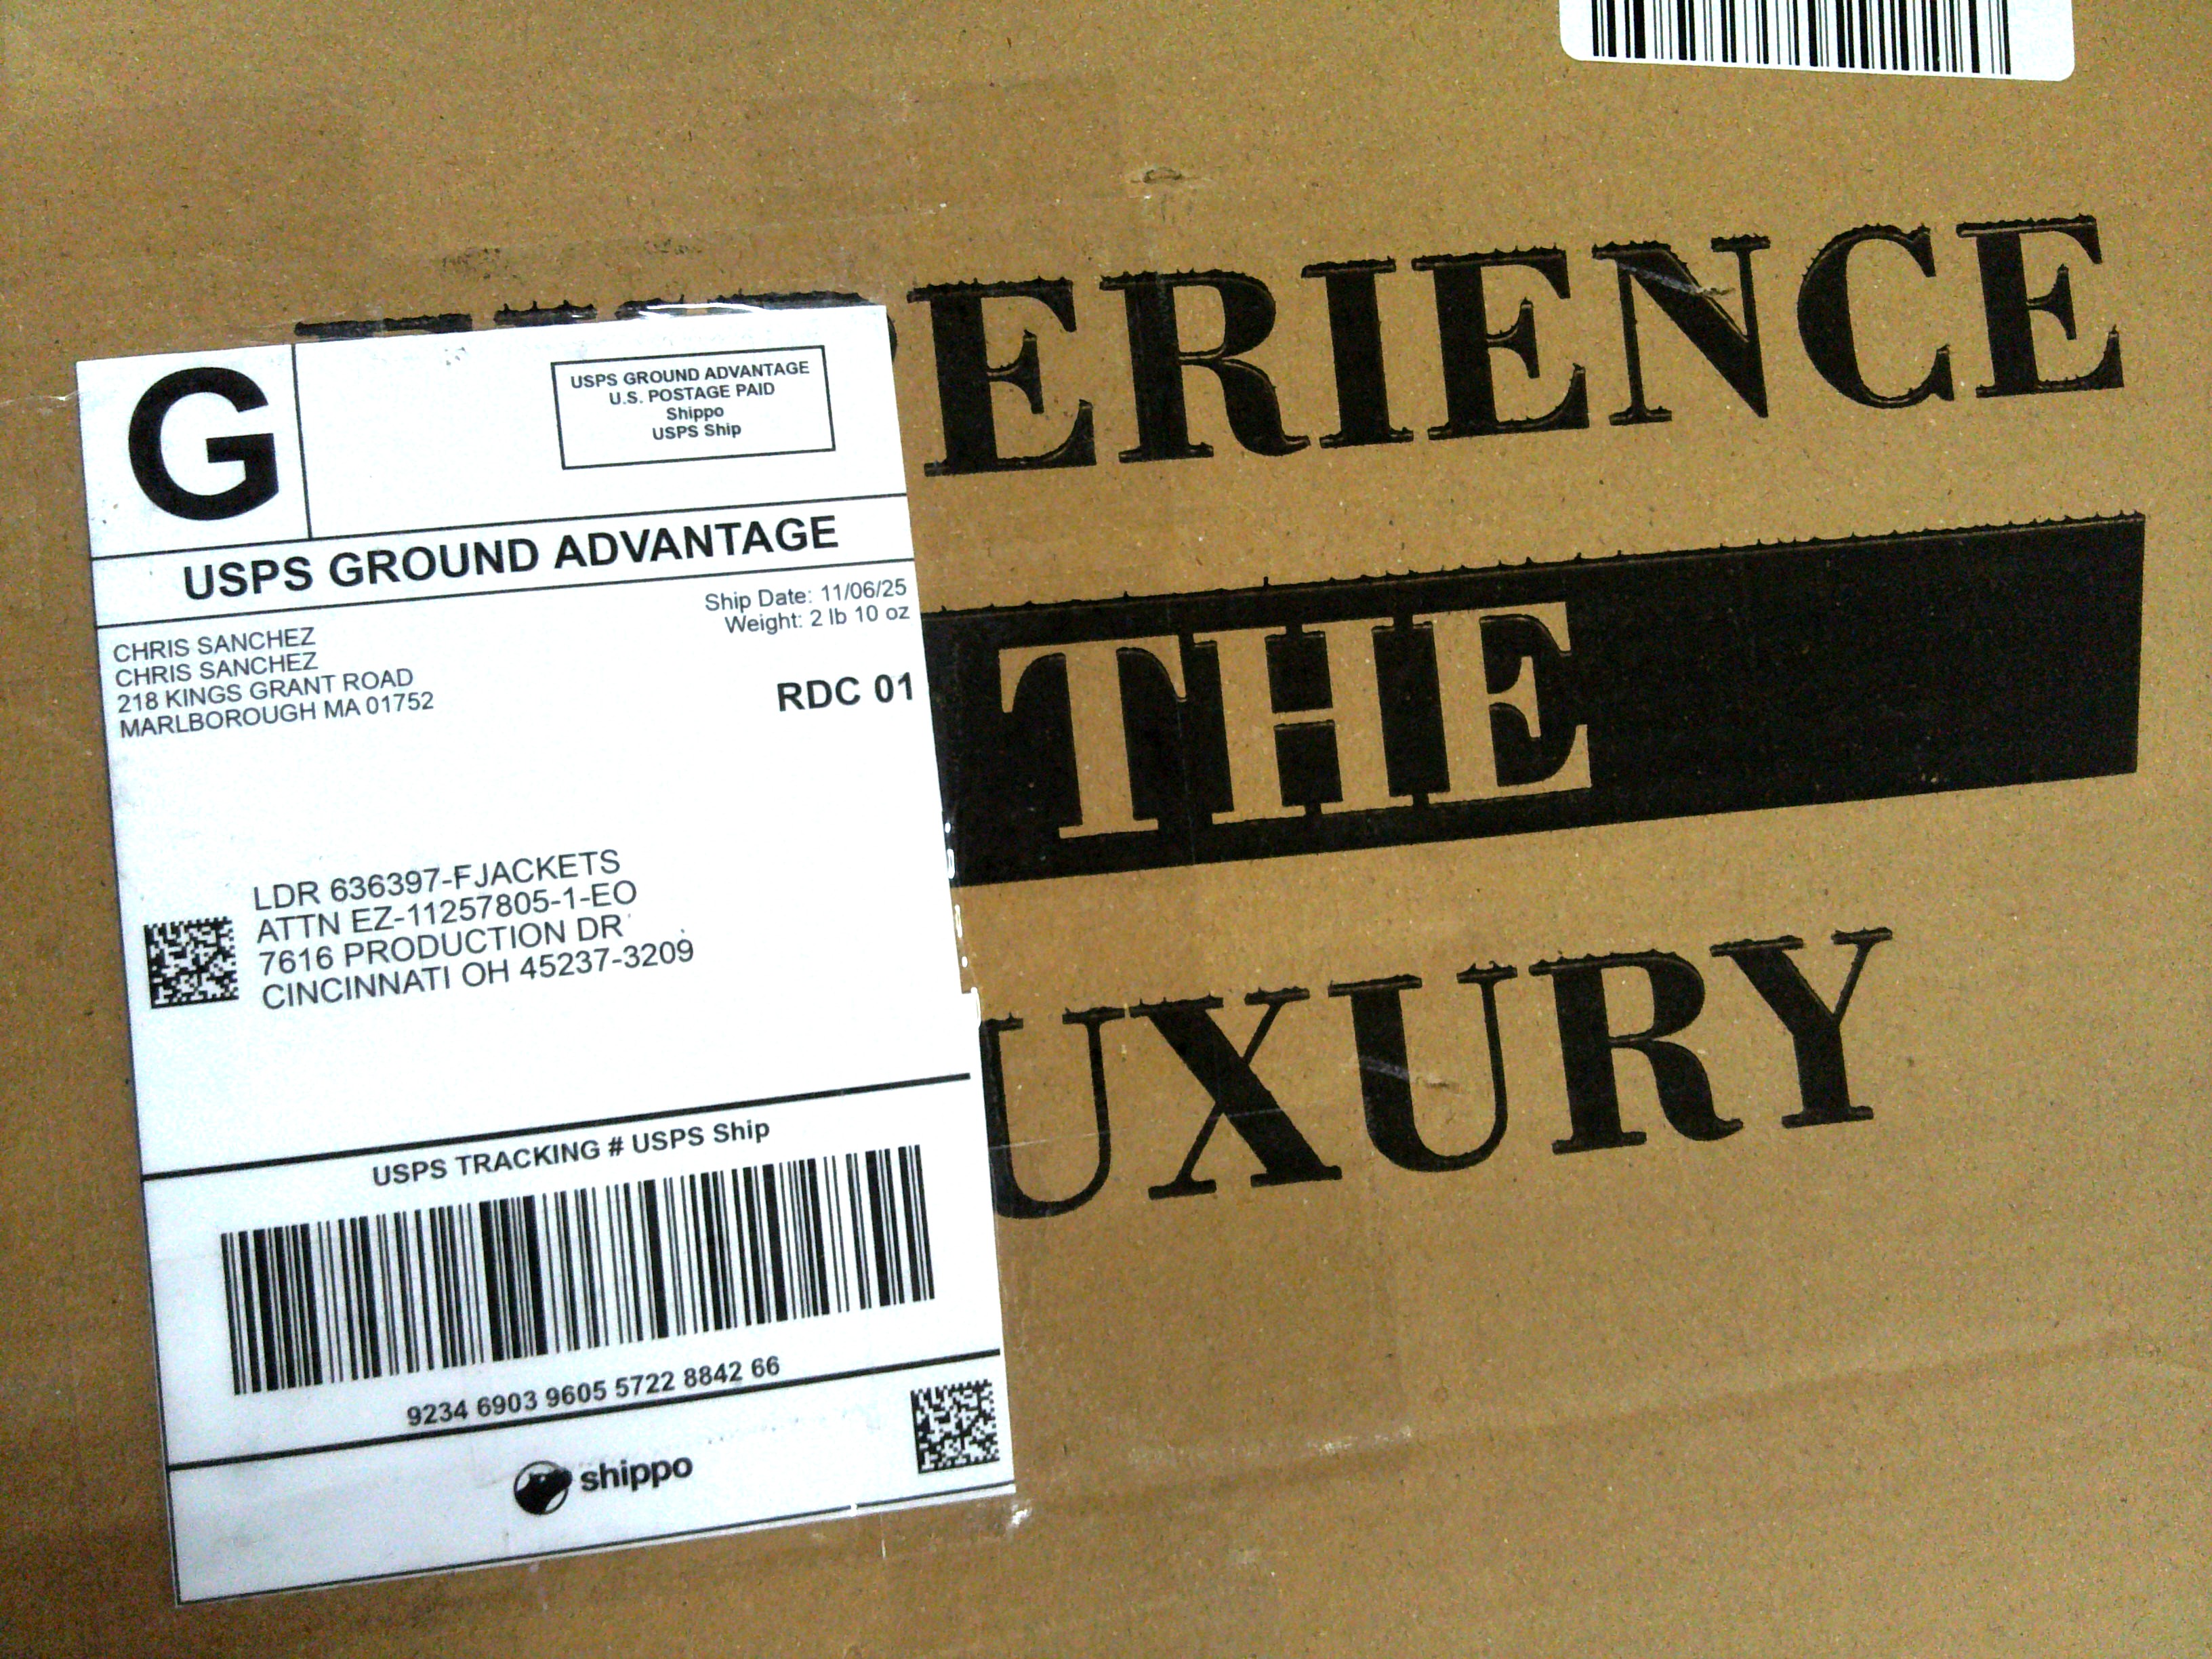 G
USPS GROUND ADVANTAGE
U.S. POSTAGE PAID
Shippo
USPS Ship
USPS GROUND ADVANTAGE
Ship Date: 11/06/25
Weight: 2 lb 10 oz
RDC 01
CHRIS SANCHEZ
CHRIS SANCHEZ
218 KINGS GRANT ROAD
MARLBOROUGH MA 01752
LDR 636397-FJACKETS
ATTN EZ-11257805-1-EO
7616 PRODUCTION DR
CINCINNATI OH 45237-3209
USPS TRACKING # USPS Ship
9234 6903 9605 5722 8842 66
shippo
PERIENCE
THE
UXURY